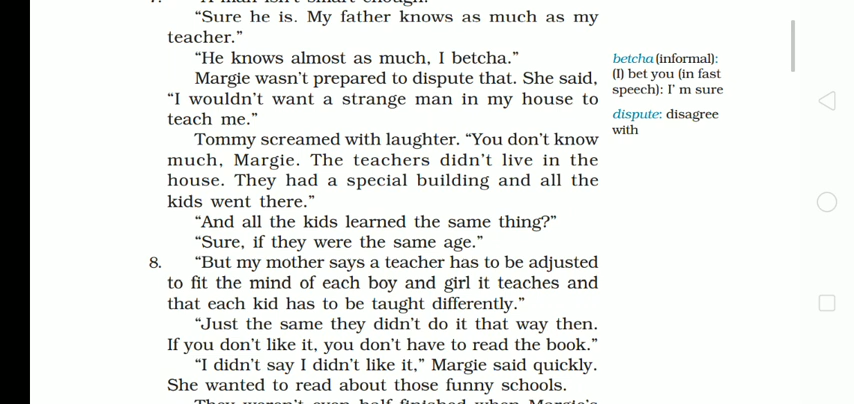 “Sure he is. My father knows as much as my
teacher.”
“He knows almost as much, I betcha.”
Margie wasn’t prepared to dispute that. She said,
“I wouldn’t want a strange man in my house to
teach me.”
Tommy screamed with laughter. “You don’t know
much, Margie. The teachers didn’t live in the
house. They had a special building and all the
kids went there.”
“And all the kids learned the same thing?”
“Sure, if they were the same age.”
8. “But my mother says a teacher has to be adjusted
to fit the mind of each boy and girl it teaches and
that each kid has to be taught differently.”
“Just the same they didn’t do it that way then.
If you don’t like it, you don’t have to read the book.”
“I didn’t say I didn’t like it,” Margie said quickly.
She wanted to read about those funny schools.
They weren’t even half finished when Margie’s
betcha (informal):
(I) bet you (in fast
speech): I’ m sure
dispute: disagree
with